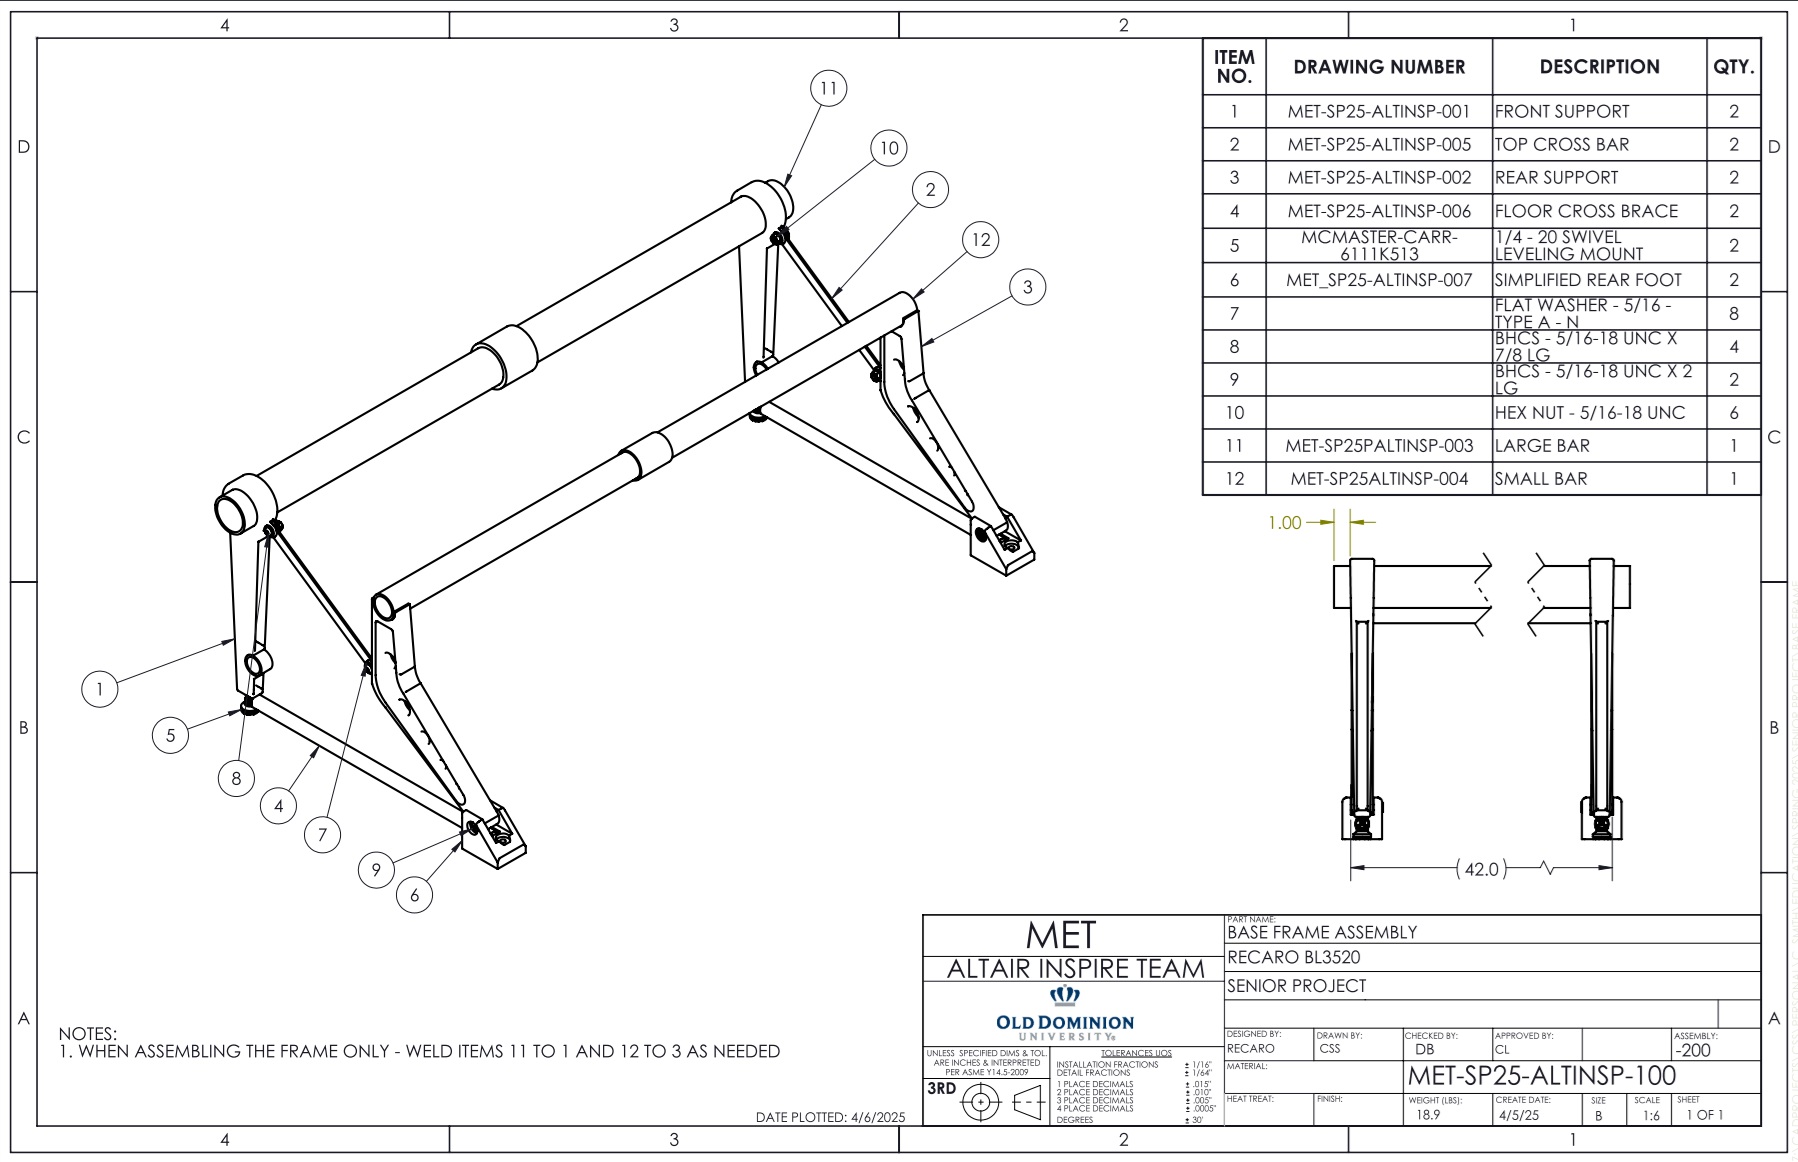 4 3 2 1
D
C
B
A
D
C
B
A
ITEM NO. DRAWING NUMBER DESCRIPTION QTY.
1 MET-SP25-ALTINSP-001 FRONT SUPPORT 2
2 MET-SP25-ALTINSP-005 TOP CROSS BAR 2
3 MET-SP25-ALTINSP-002 REAR SUPPORT 2
4 MET-SP25-ALTINSP-006 FLOOR CROSS BRACE 2
5 MCMASTER-CARR-6111K513 1/4 - 20 SWIVEL LEVELING MOUNT 2
6 MET_SP25-ALTINSP-007 SIMPLIFIED REAR FOOT 2
7 FLAT WASHER - 5/16 - TYPE A - N 8
8 BHCS - 5/16-18 UNC X 7/8 LG 4
9 BHCS - 5/16-18 UNC X 2 LG 2
10 HEX NUT - 5/16-18 UNC 6
11 MET-SP25PALTINSP-003 LARGE BAR 1
12 MET-SP25ALTINSP-004 SMALL BAR 1
11
10
2
12
3
1
5
8
4
7
9
6
1.00
(42.0)
NOTES:
1. WHEN ASSEMBLING THE FRAME ONLY - WELD ITEMS 11 TO 1 AND 12 TO 3 AS NEEDED
DATE PLOTTED: 4/6/2025
MET
ALTAIR INSPIRE TEAM
OLD DOMINION
UNIVERSITY®
UNLESS SPECIFIED DIMS & TOL.
ARE INCHES & INTERPRETED
PER ASME Y14.5-2009
3RD
TOLERANCES UOS
INSTALLATION FRACTIONS ± 1/16"
DETAIL FRACTIONS ± 1/64"
1 PLACE DECIMALS ± .015"
2 PLACE DECIMALS ± .010"
3 PLACE DECIMALS ± .005"
4 PLACE DECIMALS ± .0005"
DEGREES ± 30'
PART NAME:
BASE FRAME ASSEMBLY
RECARO BL3520
SENIOR PROJECT
DESIGNED BY: DRAWN BY: CHECKED BY: APPROVED BY: ASSEMBLY:
RECARO CSS DB CL -200
MATERIAL:
MET-SP25-ALTINSP-100
HEAT TREAT: FINISH: WEIGHT (LBS): CREATE DATE: SIZE SCALE SHEET
18.9 4/5/25 B 1:6 1 OF 1
4 3 2 1